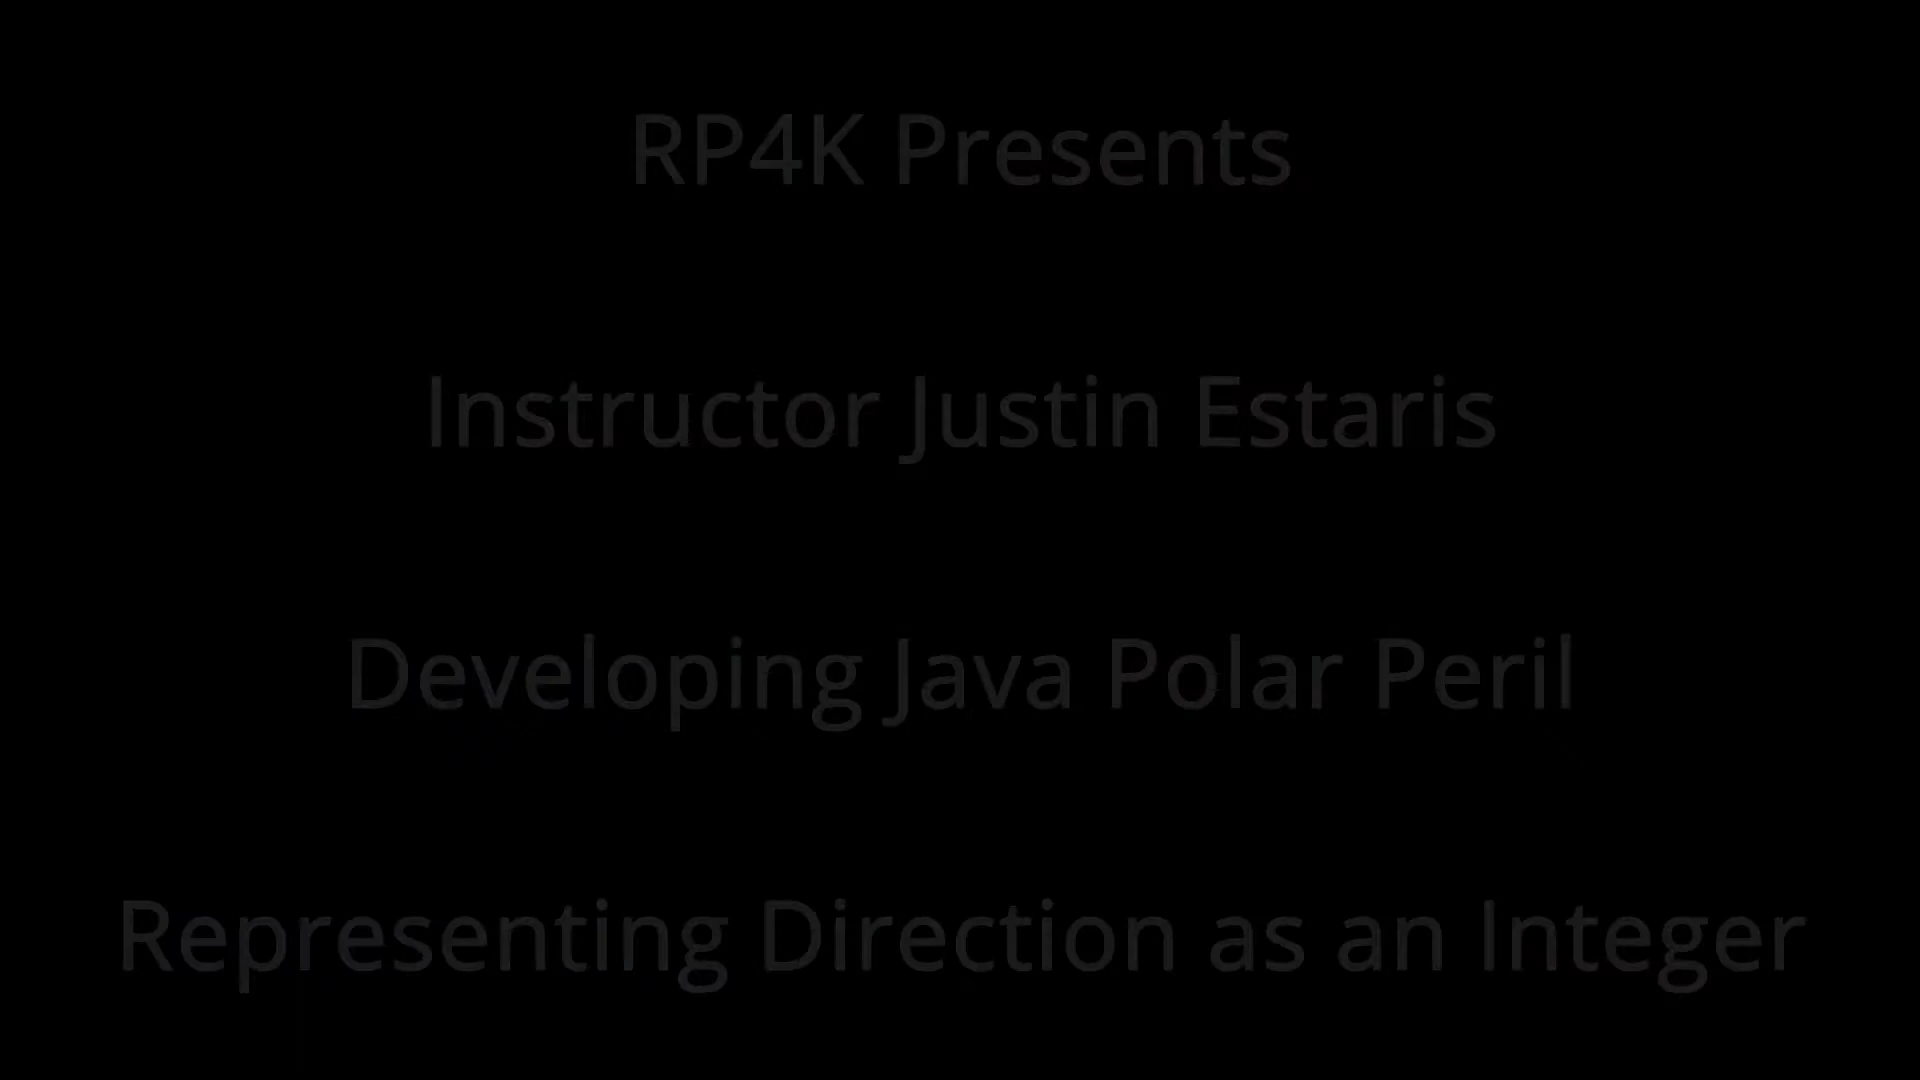 RP4K Presents
Instructor Justin Estaris
Developing Java Polar Peril
Representing Direction as an Integer